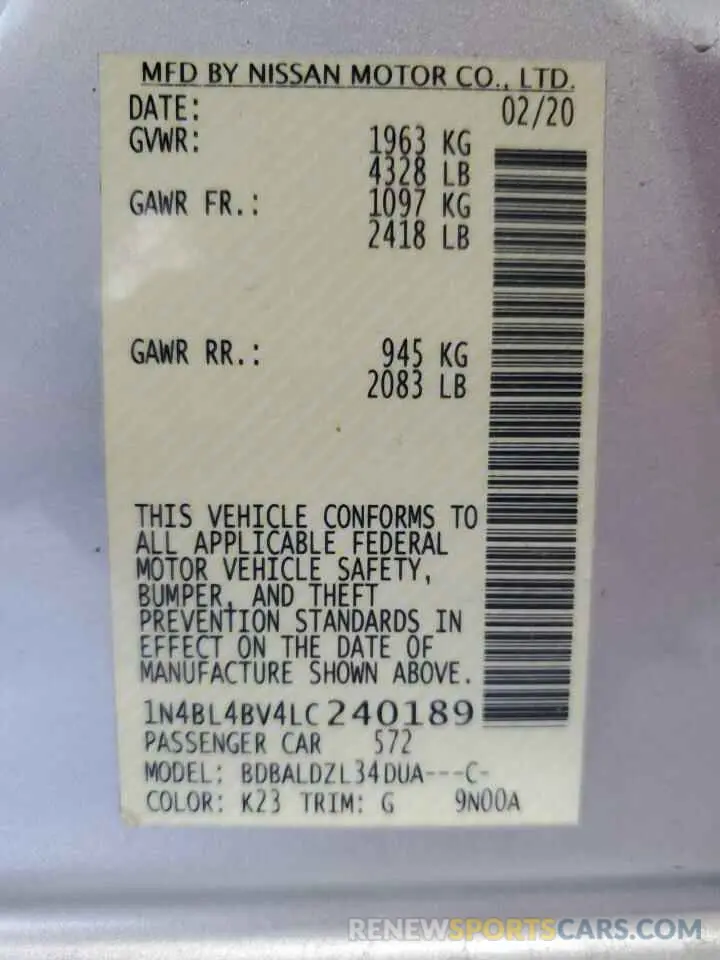 MFD BY NISSAN MOTOR CO., LTD.
DATE: 02/20
GVWR: 1963 KG
4328 LB
GAWR FR.: 1097 KG
2418 LB
GAWR RR.: 945 KG
2083 LB
THIS VEHICLE CONFORMS TO
ALL APPLICABLE FEDERAL
MOTOR VEHICLE SAFETY,
BUMPER, AND THEFT
PREVENTION STANDARDS IN
EFFECT ON THE DATE OF
MANUFACTURE SHOWN ABOVE.
1N4BL4BV4LC240189
PASSENGER CAR 572
MODEL: BDBALDZL34DUA---C-
COLOR: K23 TRIM: G 9N00A
RENEWSPORTSCARS.COM